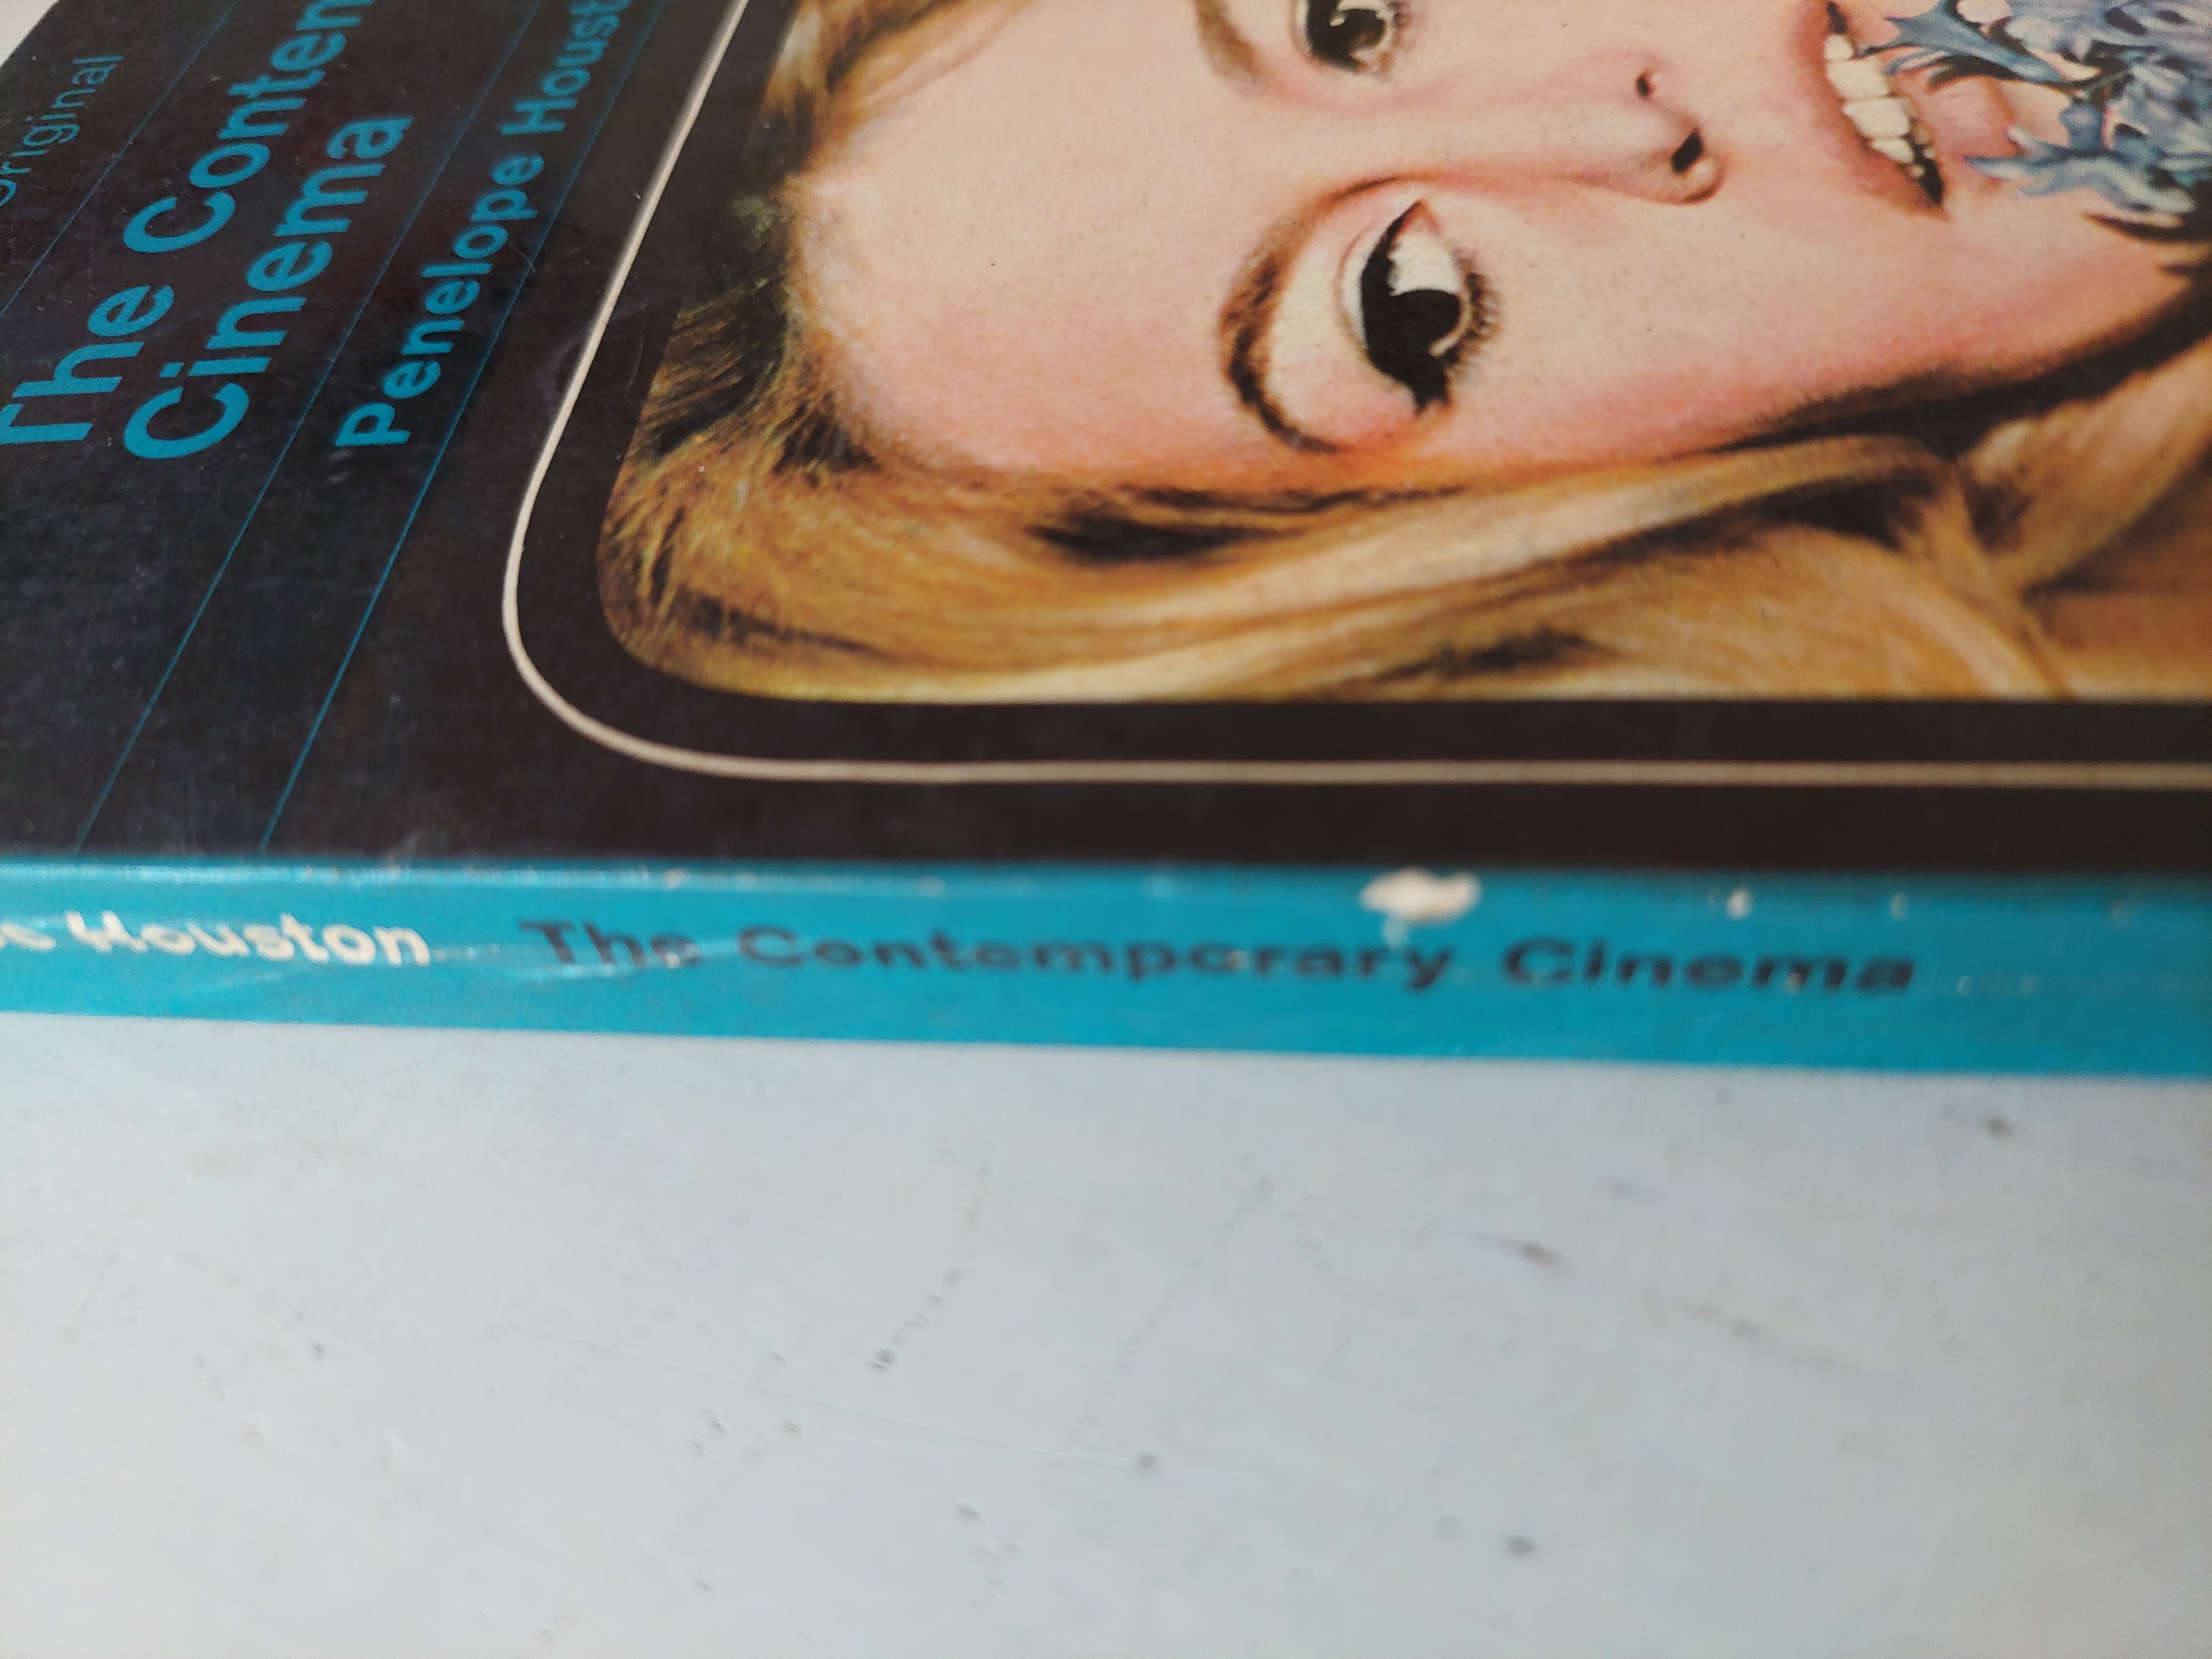 Original
The Conten
Cinema
Penelope Houst
Houston The Contemporary Cinema